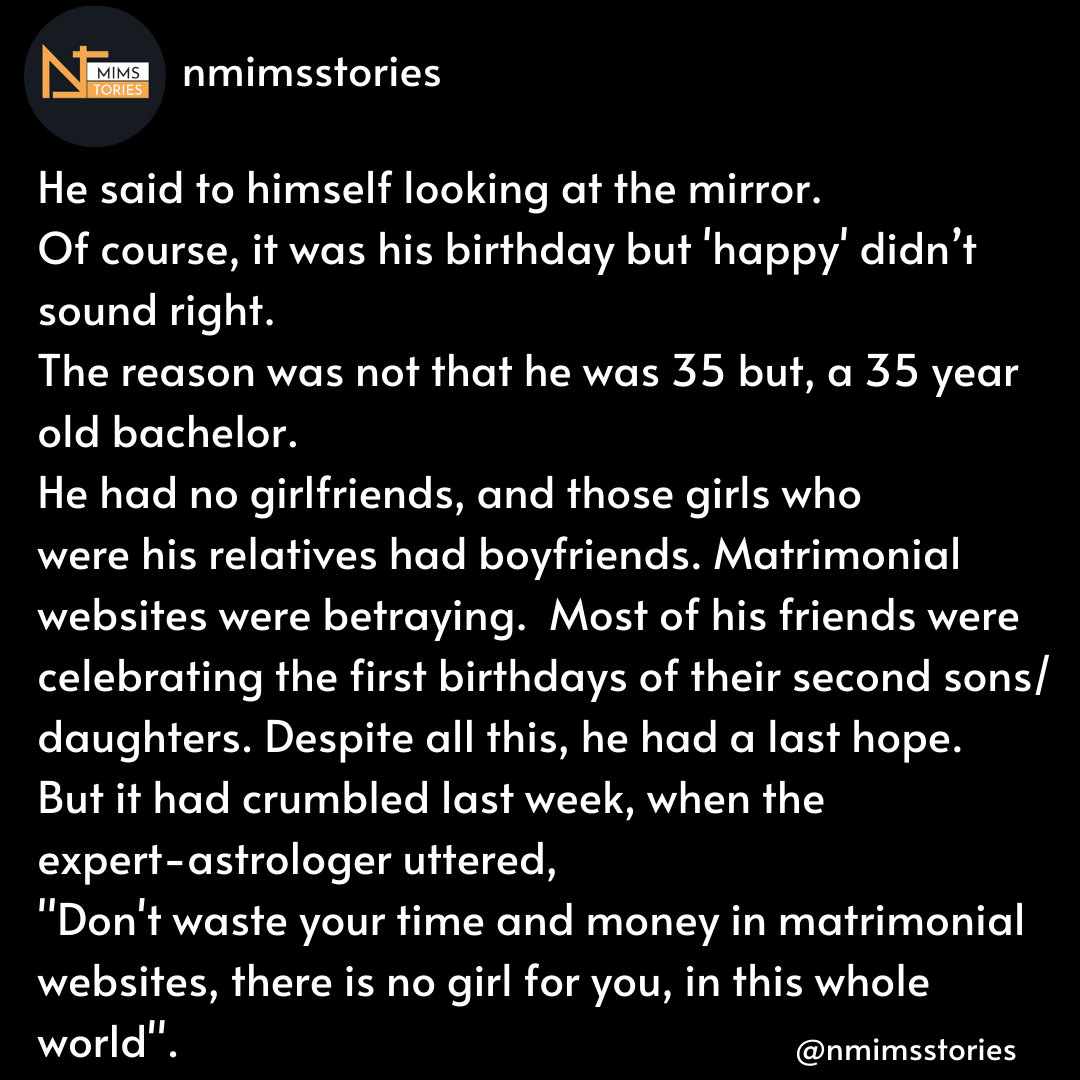 MIMS
TORIES
nmimsstories
He said to himself looking at the mirror.
Of course, it was his birthday but 'happy' didn’t
sound right.
The reason was not that he was 35 but, a 35 year
old bachelor.
He had no girlfriends, and those girls who
were his relatives had boyfriends. Matrimonial
websites were betraying.  Most of his friends were
celebrating the first birthdays of their second sons/
daughters. Despite all this, he had a last hope.
But it had crumbled last week, when the
expert-astrologer uttered,
"Don't waste your time and money in matrimonial
websites, there is no girl for you, in this whole
world".
@nmimsstories